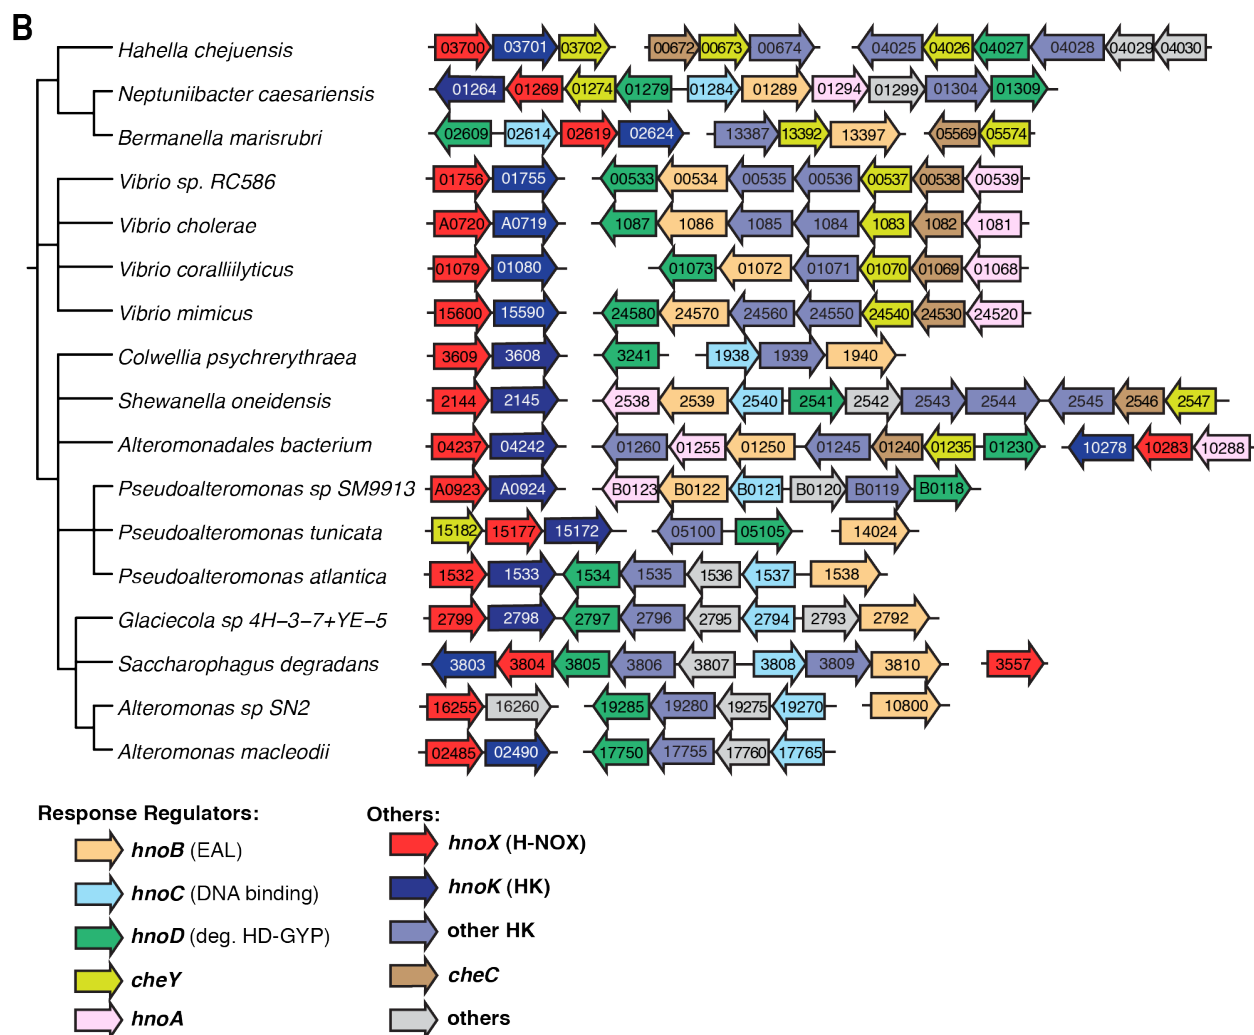 B
Hahella chejuensis 03700 03701 03702 00672 00673 00674 04025 04026 04027 04028 04029 04030
Neptuniibacter caesariensis 01264 01269 01274 01279 01284 01289 01294 01299 01304 01309
Bermanella marisrubri 02609 02614 02619 02624 13387 13392 13397 05569 05574
Vibrio sp. RC586 01756 01755 00533 00534 00535 00536 00537 00538 00539
Vibrio cholerae A0720 A0719 1087 1086 1085 1084 1083 1082 1081
Vibrio coralliilyticus 01079 01080 01073 01072 01071 01070 01069 01068
Vibrio mimicus 15600 15590 24580 24570 24560 24550 24540 24530 24520
Colwellia psychrerythraea 3609 3608 3241 1938 1939 1940
Shewanella oneidensis 2144 2145 2538 2539 2540 2541 2542 2543 2544 2545 2546 2547
Alteromonadales bacterium 04237 04242 01260 01255 01250 01245 01240 01235 01230 10278 10283 10288
Pseudoalteromonas sp SM9913 A0923 A0924 B0123 B0122 B0121 B0120 B0119 B0118
Pseudoalteromonas tunicata 15182 15177 15172 05100 05105 14024
Pseudoalteromonas atlantica 1532 1533 1534 1535 1536 1537 1538
Glaciecola sp 4H−3−7+YE−5 2799 2798 2797 2796 2795 2794 2793 2792
Saccharophagus degradans 3803 3804 3805 3806 3807 3808 3809 3810 3557
Alteromonas sp SN2 16255 16260 19285 19280 19275 19270 10800
Alteromonas macleodii 02485 02490 17750 17755 17760 17765
Response Regulators:
hnoB (EAL)
hnoC (DNA binding)
hnoD (deg. HD-GYP)
cheY
hnoA
Others:
hnoX (H-NOX)
hnoK (HK)
other HK
cheC
others